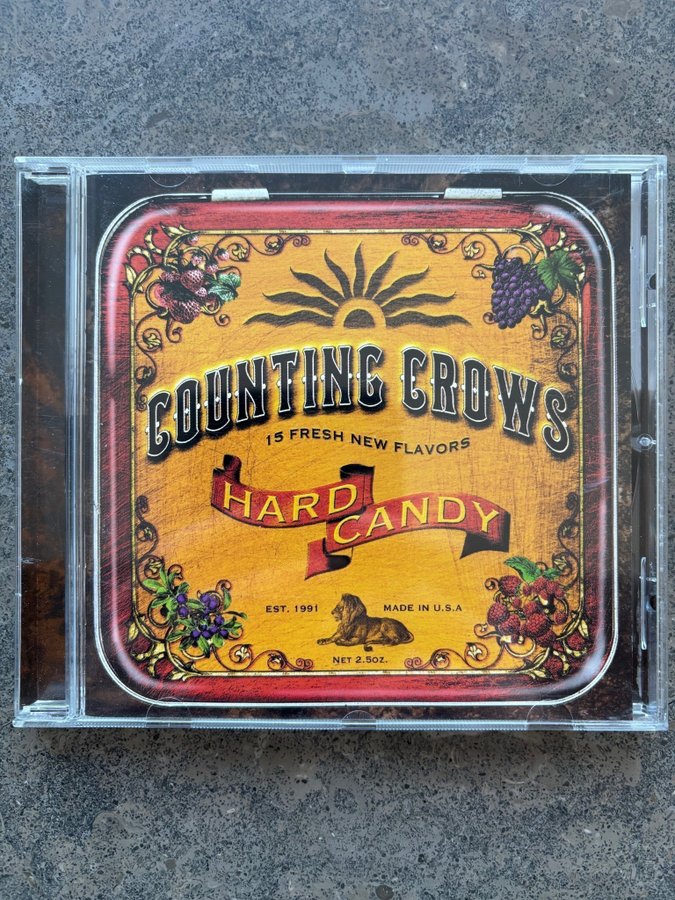 COUNTING CROWS
15 FRESH NEW FLAVORS
HARD CANDY
EST. 1991
MADE IN U.S.A
NET 2.5OZ.